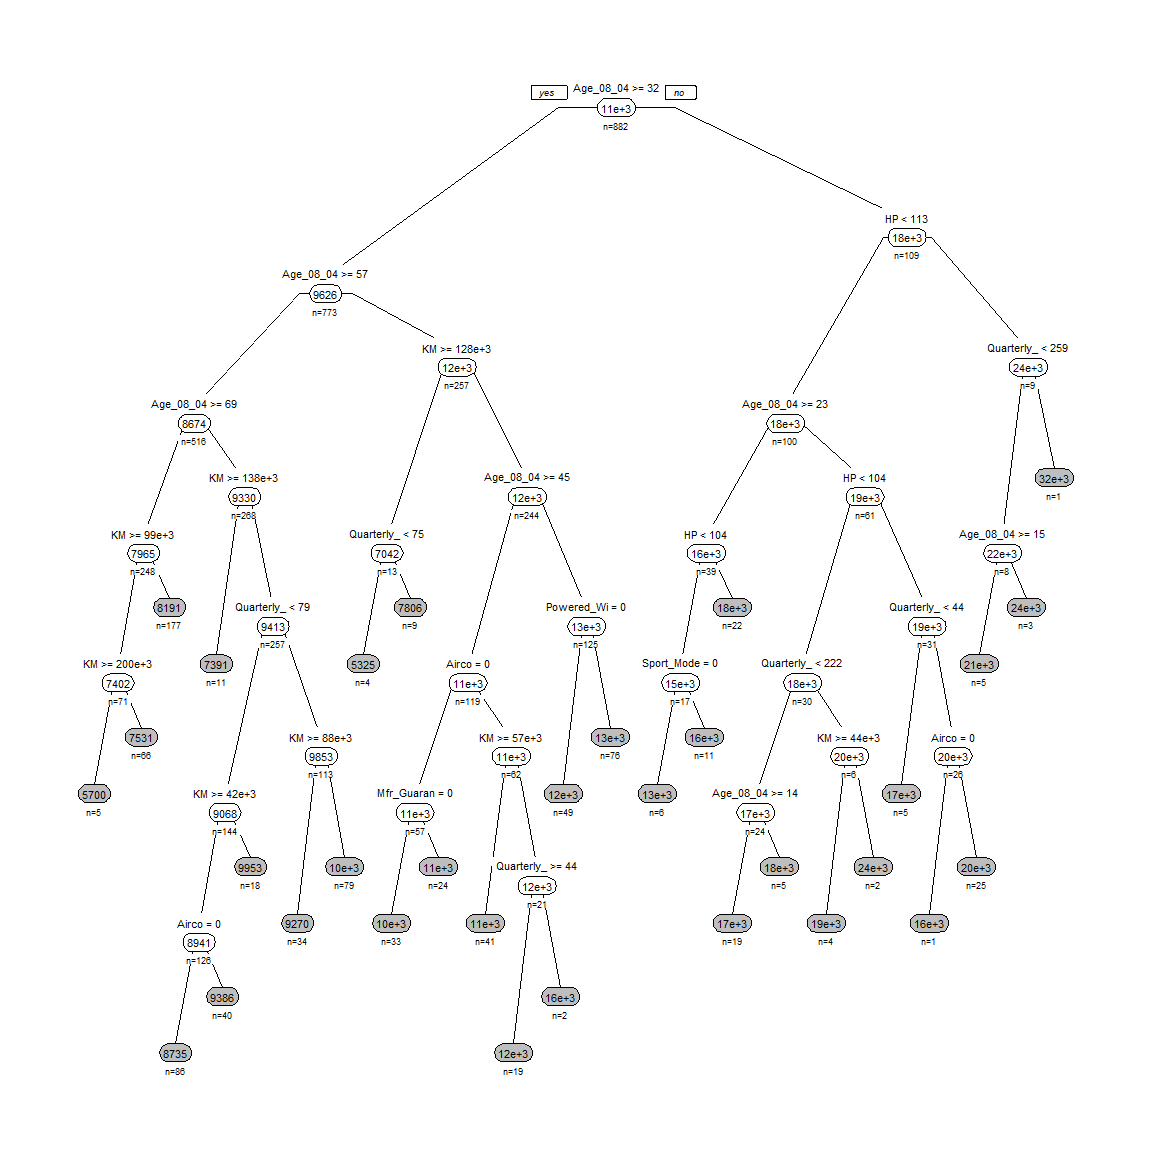 yes Age_08_04 >= 32 no
11e+3
n=882
HP < 113
18e+3
n=109
Age_08_04 >= 57
9626
n=773
KM >= 128e+3
12e+3
n=257
Quarterly_ < 259
24e+3
n=9
Age_08_04 >= 69
8674
n=516
Age_08_04 >= 23
18e+3
n=100
KM >= 138e+3
9330
n=268
Age_08_04 >= 45
12e+3
n=244
HP < 104
19e+3
n=61
32e+3
n=1
KM >= 99e+3
7965
n=248
Quarterly_ < 75
7042
n=13
HP < 104
16e+3
n=39
Age_08_04 >= 15
22e+3
n=8
8191
n=177
Quarterly_ < 79
9413
n=257
7806
n=9
Powered_Wi = 0
13e+3
n=125
18e+3
n=22
Quarterly_ < 44
19e+3
n=31
24e+3
n=3
KM >= 200e+3
7402
n=71
7391
n=11
5325
n=4
Airco = 0
11e+3
n=119
Sport_Mode = 0
15e+3
n=17
Quarterly_ < 222
18e+3
n=30
21e+3
n=5
7531
n=66
KM >= 88e+3
9853
n=113
KM >= 57e+3
11e+3
n=62
13e+3
n=76
16e+3
n=11
KM >= 44e+3
20e+3
n=6
Airco = 0
20e+3
n=26
5700
n=5
KM >= 42e+3
9068
n=144
Mfr_Guaran = 0
11e+3
n=57
12e+3
n=49
13e+3
n=6
Age_08_04 >= 14
17e+3
n=24
17e+3
n=5
9953
n=18
10e+3
n=79
11e+3
n=24
Quarterly_ >= 44
12e+3
n=21
18e+3
n=5
24e+3
n=2
20e+3
n=25
Airco = 0
8941
n=126
9270
n=34
10e+3
n=33
11e+3
n=41
17e+3
n=19
19e+3
n=4
16e+3
n=1
9386
n=40
16e+3
n=2
8735
n=86
12e+3
n=19